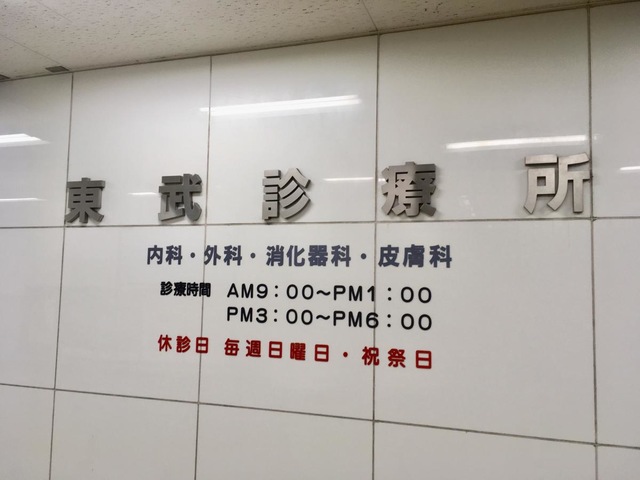 東武診療所
内科・外科・消化器科・皮膚科
診療時間 AM9:00〜PM1:00
PM3:00〜PM6:00
休診日 毎週日曜日・祝祭日